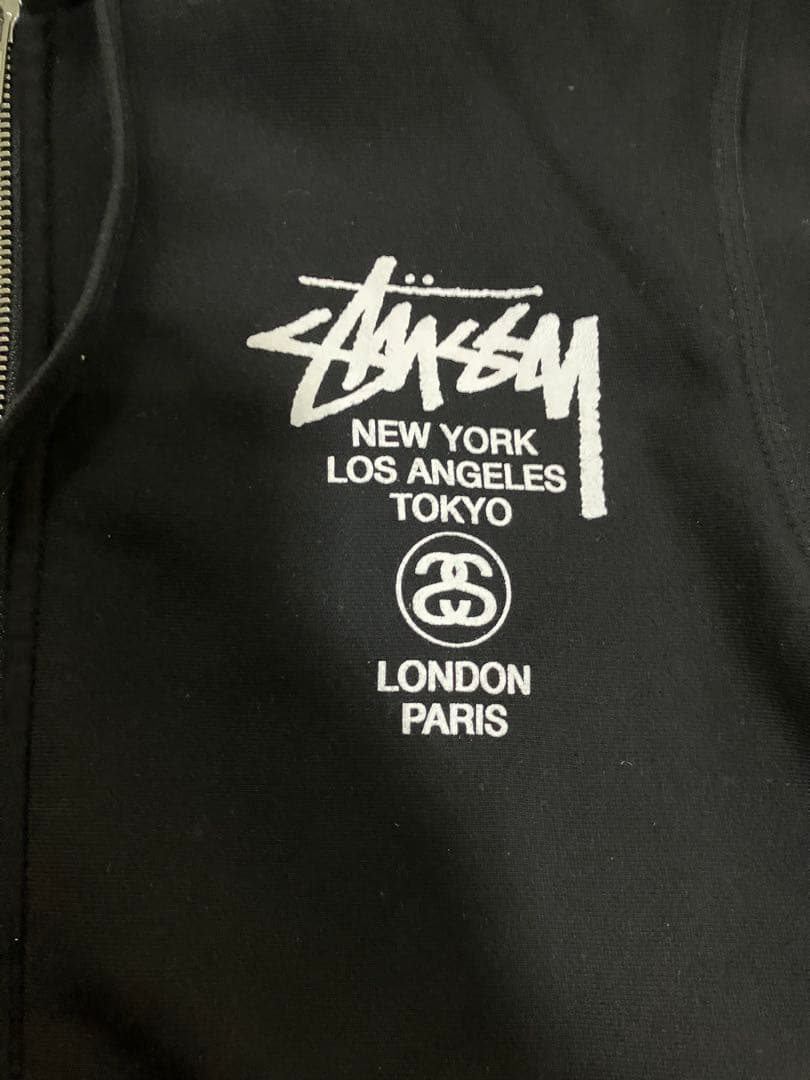 Stüssy
NEW YORK
LOS ANGELES
TOKYO
LONDON
PARIS